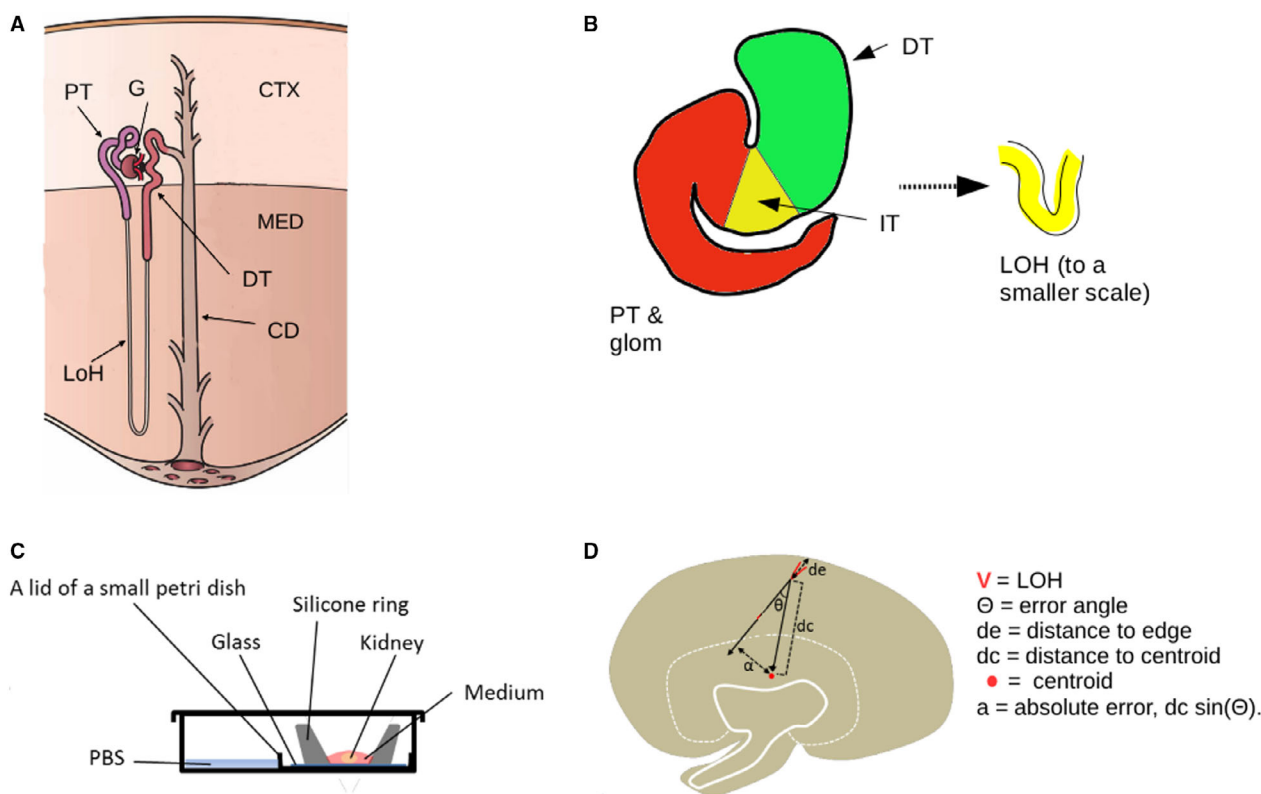 A
PT
G
CTX
MED
DT
CD
LoH
B
DT
IT
PT &
glom
LOH (to a
smaller scale)
C
A lid of a small petri dish
Silicone ring
Glass
Kidney
Medium
PBS
D
de
θ
dc
α
V = LOH
Θ = error angle
de = distance to edge
dc = distance to centroid
= centroid
a = absolute error, dc sin(Θ).